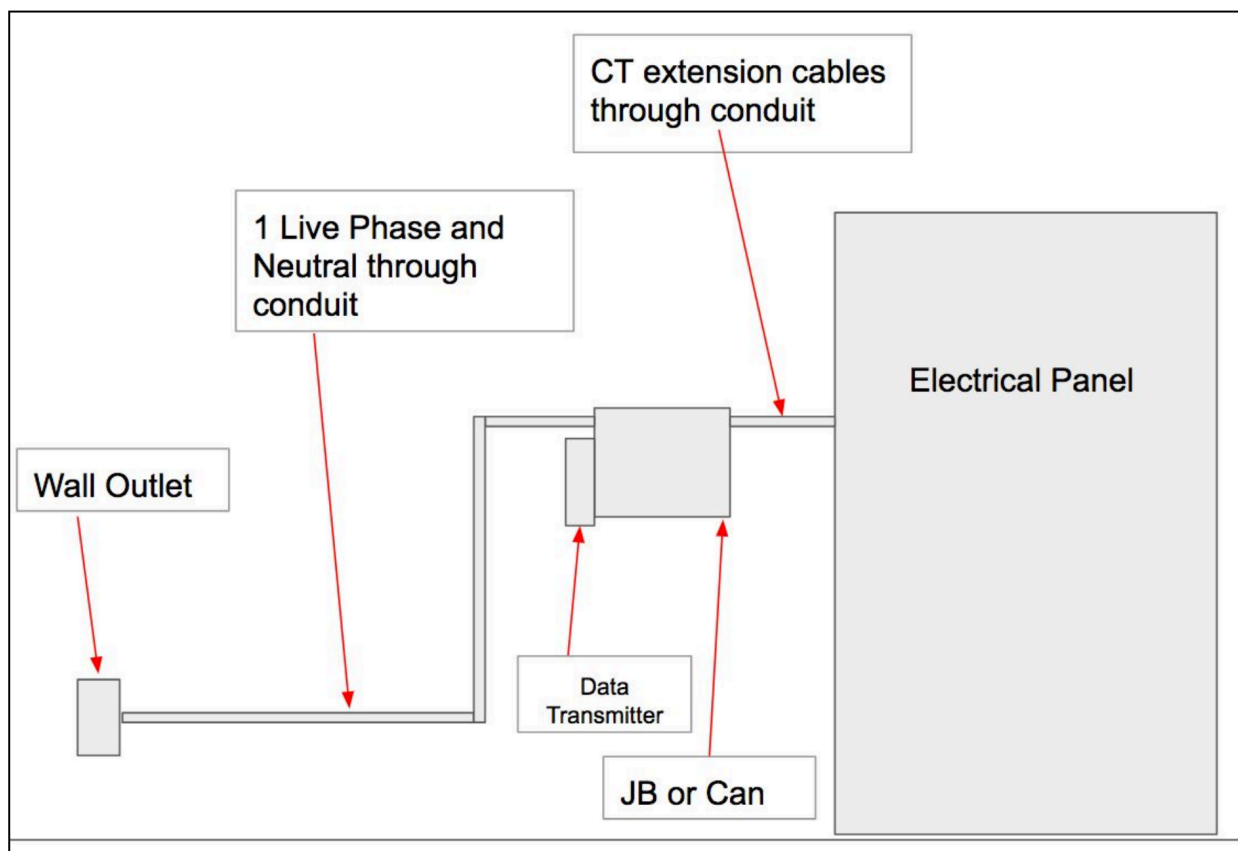 CT extension cables
through conduit
1 Live Phase and
Neutral through
conduit
Electrical Panel
Wall Outlet
Data
Transmitter
JB or Can